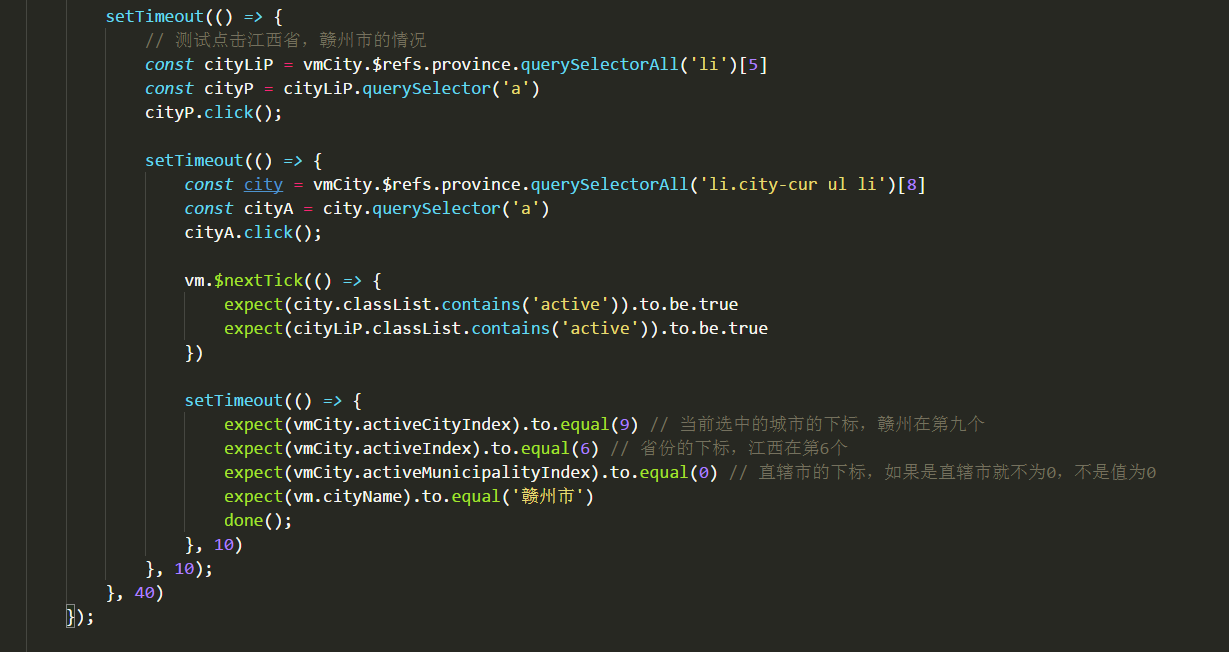 setTimeout(() => {
// 测试点击江西省，赣州市的情况
const cityLiP = vmCity.$refs.province.querySelectorAll('li')[5]
const cityP = cityLiP.querySelector('a')
cityP.click();
setTimeout(() => {
const city = vmCity.$refs.province.querySelectorAll('li.city-cur ul li')[8]
const cityA = city.querySelector('a')
cityA.click();
vm.$nextTick(() => {
expect(city.classList.contains('active')).to.be.true
expect(cityLiP.classList.contains('active')).to.be.true
})
setTimeout(() => {
expect(vmCity.activeCityIndex).to.equal(9) // 当前选中的城市的下标，赣州在第九个
expect(vmCity.activeIndex).to.equal(6) // 省份的下标，江西在第6个
expect(vmCity.activeMunicipalityIndex).to.equal(0) // 直辖市的下标，如果是直辖市就不为0，不是值为0
expect(vm.cityName).to.equal('赣州市')
done();
}, 10)
}, 10);
}, 40)
});